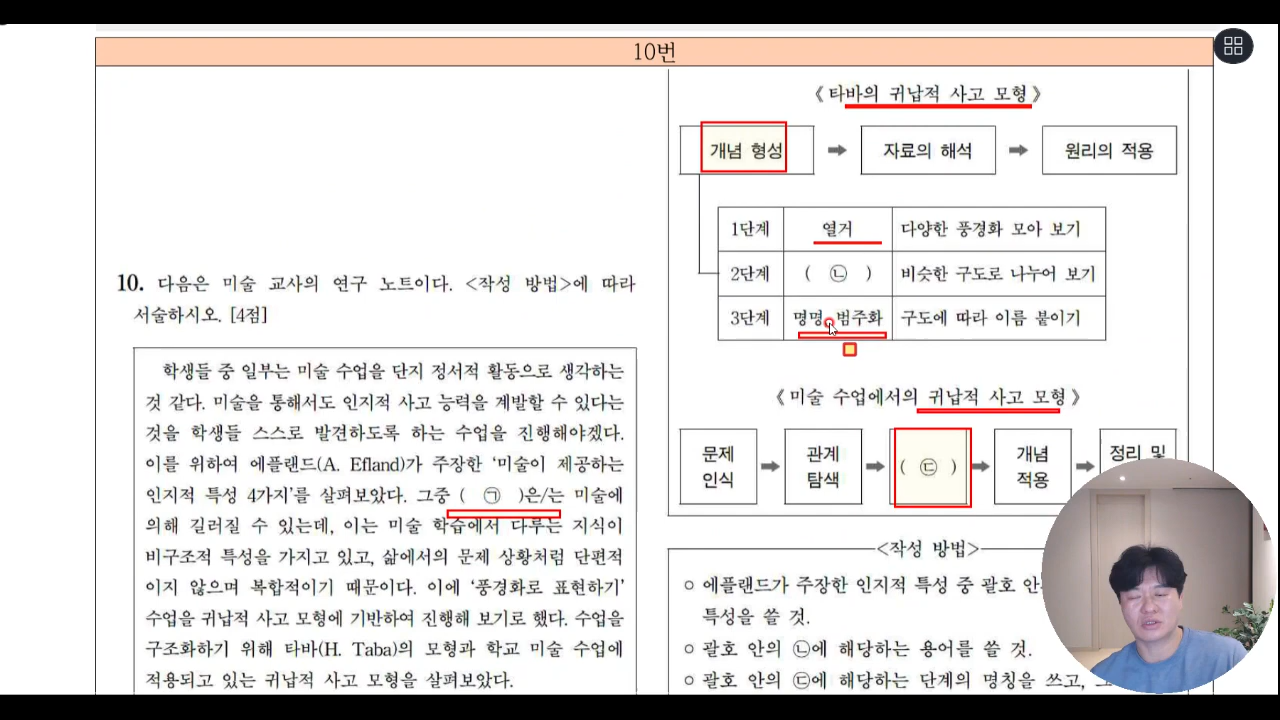 10번
10. 다음은 미술 교사의 연구 노트이다. <작성 방법>에 따라
서술하시오. [4점]
학생들 중 일부는 미술 수업을 단지 정서적 활동으로 생각하는
것 같다. 미술을 통해서도 인지적 사고 능력을 계발할 수 있다는
것을 학생들 스스로 발견하도록 하는 수업을 진행해야겠다.
이를 위하여 에플랜드(A. Efland)가 주장한 ‘미술이 제공하는
인지적 특성 4가지’를 살펴보았다. 그중 ( ㉠ )은/는 미술에
의해 길러질 수 있는데, 이는 미술 학습에서 다루는 지식이
비구조적 특성을 가지고 있고, 삶에서의 문제 상황처럼 단편적
이지 않으며 복합적이기 때문이다. 이에 ‘풍경화로 표현하기’
수업을 귀납적 사고 모형에 기반하여 진행해 보기로 했다. 수업을
구조화하기 위해 타바(H. Taba)의 모형과 학교 미술 수업에
적용되고 있는 귀납적 사고 모형을 살펴보았다.
《타바의 귀납적 사고 모형》
개념 형성 ➡ 자료의 해석 ➡ 원리의 적용
1단계 열거 다양한 풍경화 모아 보기
2단계 ( ㉡ ) 비슷한 구도로 나누어 보기
3단계 명명 범주화 구도에 따라 이름 붙이기
《미술 수업에서의 귀납적 사고 모형》
문제 인식 ➡ 관계 탐색 ➡ ( ㉢ ) ➡ 개념 적용 ➡ 정리 및
<작성 방법>
○ 에플랜드가 주장한 인지적 특성 중 괄호
특성을 쓸 것.
○ 괄호 안의 ㉡에 해당하는 용어를 쓸 것.
○ 괄호 안의 ㉢에 해당하는 단계의 명칭을 쓰고,